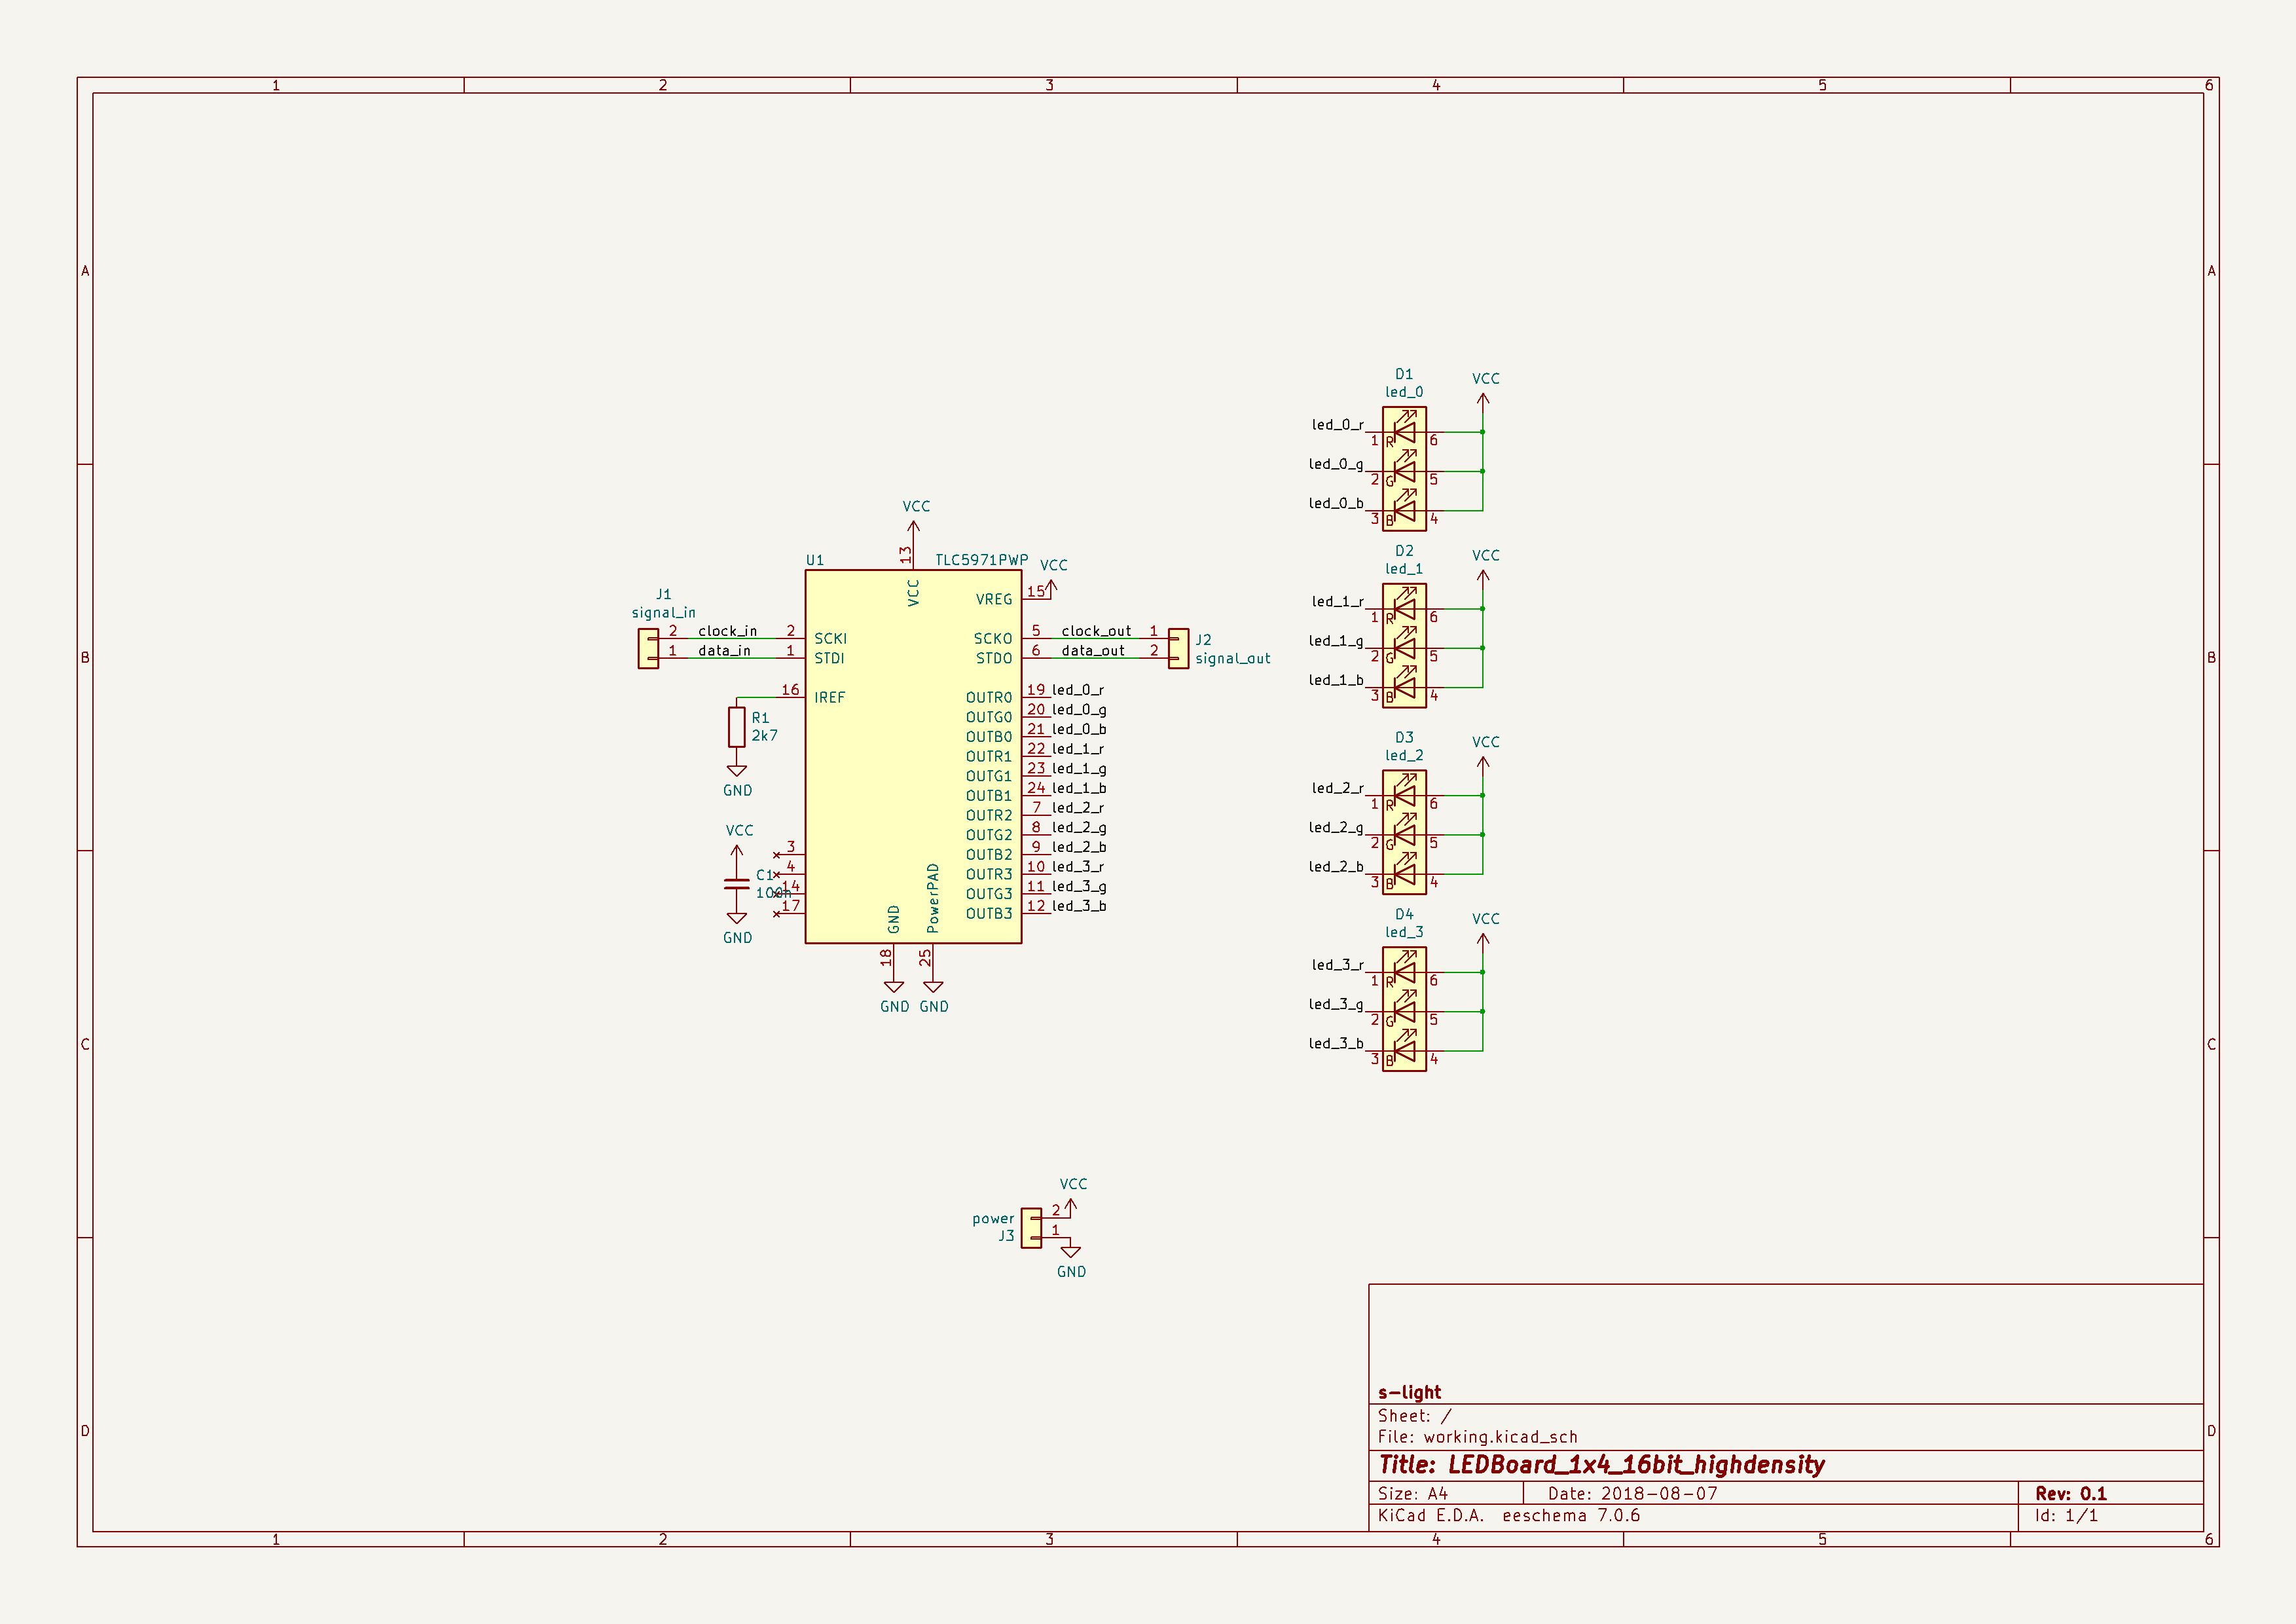 1 2 3 4 5 6
A A
B B
C C
D D
1 2 3 4 5 6
J1
signal_in
2 clock_in 2
1 data_in 1
VCC
13
U1 TLC5971PWP
VCC
VCC
VREG 15
SCKI
STDI
SCKO 5 clock_out 1
STDO 6 data_out 2
J2
signal_out
16 IREF
R1
2k7
GND
OUTR0 19 led_0_r
OUTG0 20 led_0_g
OUTB0 21 led_0_b
OUTR1 22 led_1_r
OUTG1 23 led_1_g
OUTB1 24 led_1_b
OUTR2 7 led_2_r
OUTG2 8 led_2_g
OUTB2 9 led_2_b
OUTR3 10 led_3_r
OUTG3 11 led_3_g
OUTB3 12 led_3_b
VCC
C1
100n
GND
3
4
14
17
GND
PowerPAD
18
25
GND GND
D1
led_0
VCC
led_0_r 1 R 6
led_0_g 2 G 5
led_0_b 3 B 4
D2
led_1
VCC
led_1_r 1 R 6
led_1_g 2 G 5
led_1_b 3 B 4
D3
led_2
VCC
led_2_r 1 R 6
led_2_g 2 G 5
led_2_b 3 B 4
D4
led_3
VCC
led_3_r 1 R 6
led_3_g 2 G 5
led_3_b 3 B 4
VCC
power 2
J3 1
GND
s-light
Sheet: /
File: working.kicad_sch
Title: LEDBoard_1x4_16bit_highdensity
Size: A4 Date: 2018-08-07 Rev: 0.1
KiCad E.D.A. eeschema 7.0.6 Id: 1/1